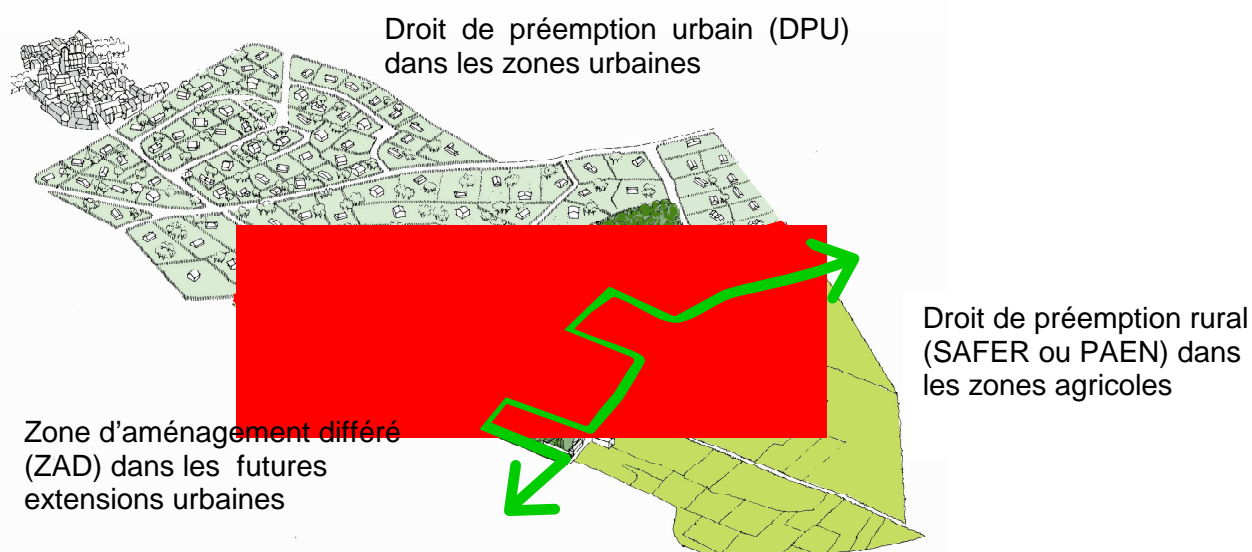 Droit de préemption urbain (DPU)
dans les zones urbaines
Droit de préemption rural
(SAFER ou PAEN) dans
les zones agricoles
Zone d’aménagement différé
(ZAD) dans les futures
extensions urbaines